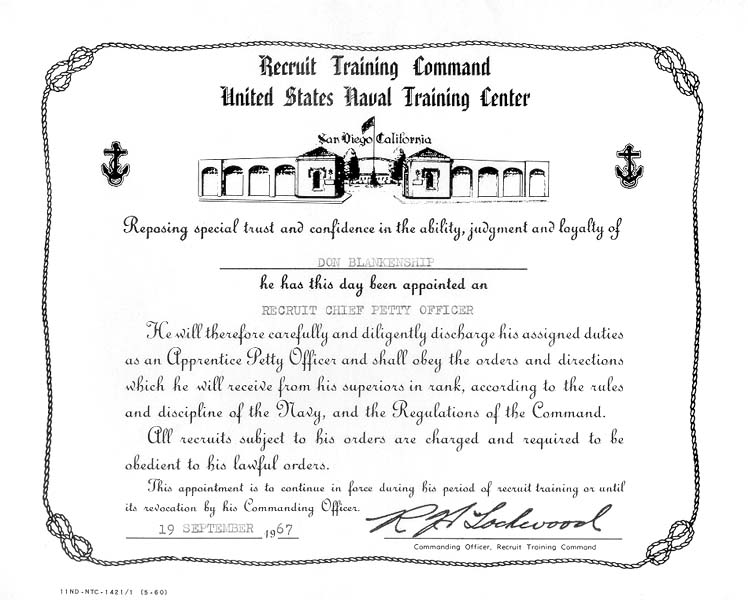 Recruit Training Command
United States Naval Training Center
San Diego California
Reposing special trust and confidence in the ability, judgment and loyalty of
DON BLANKENSHIP
he has this day been appointed an
RECRUIT CHIEF PETTY OFFICER
He will therefore carefully and diligently discharge his assigned duties
as an Apprentice Petty Officer and shall obey the orders and directions
which he will receive from his superiors in rank, according to the rules
and discipline of the Navy, and the Regulations of the Command.
All recruits subject to his orders are charged and required to be
obedient to his lawful orders.
This appointment is to continue in force during his period of recruit training or until
its revocation by his Commanding Officer.
19 SEPTEMBER 1967
R H Lockwood
Commanding Officer, Recruit Training Command
11ND-NTC-1421/1 (5-60)